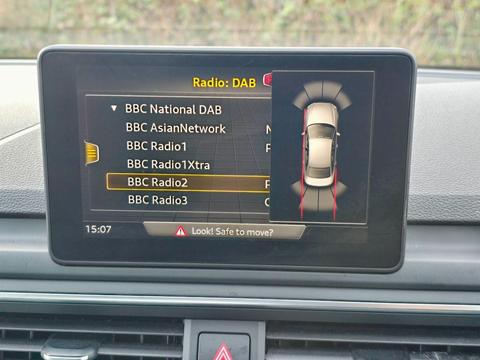 Radio: DAB
BBC National DAB
BBC AsianNetwork
BBC Radio1
BBC Radio1Xtra
BBC Radio2
BBC Radio3
15:07
Look! Safe to move?